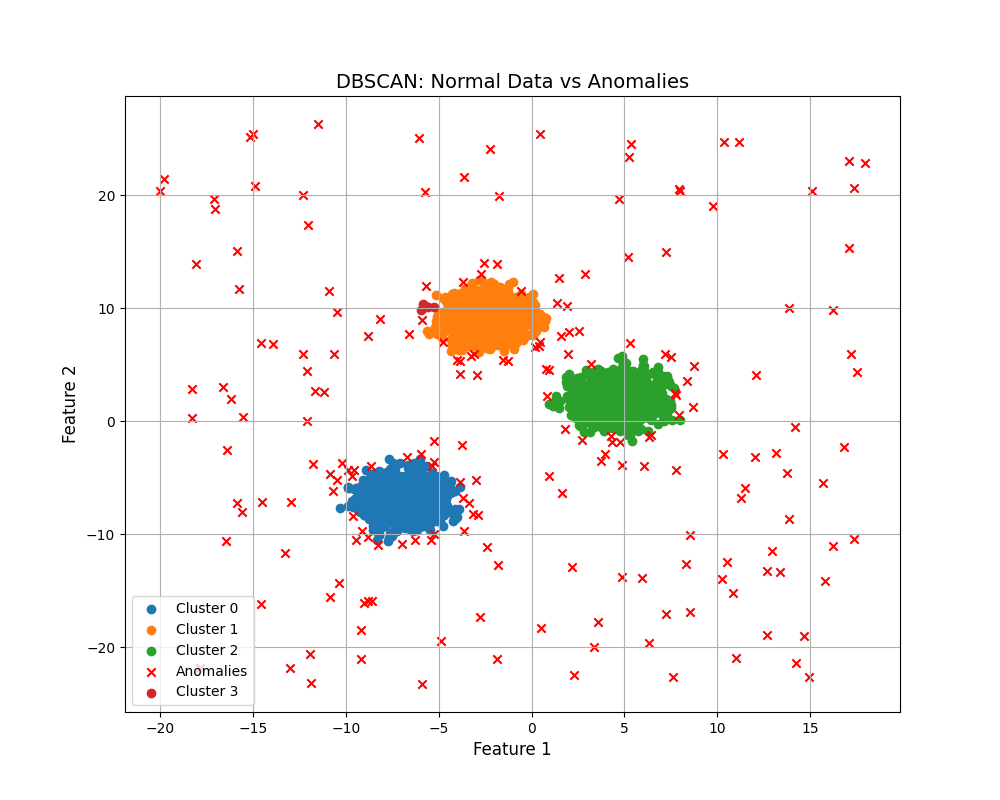 DBSCAN: Normal Data vs Anomalies
Feature 2
20
10
0
−10
−20
Cluster 0
Cluster 1
Cluster 2
Anomalies
Cluster 3
−20 −15 −10 −5 0 5 10 15
Feature 1